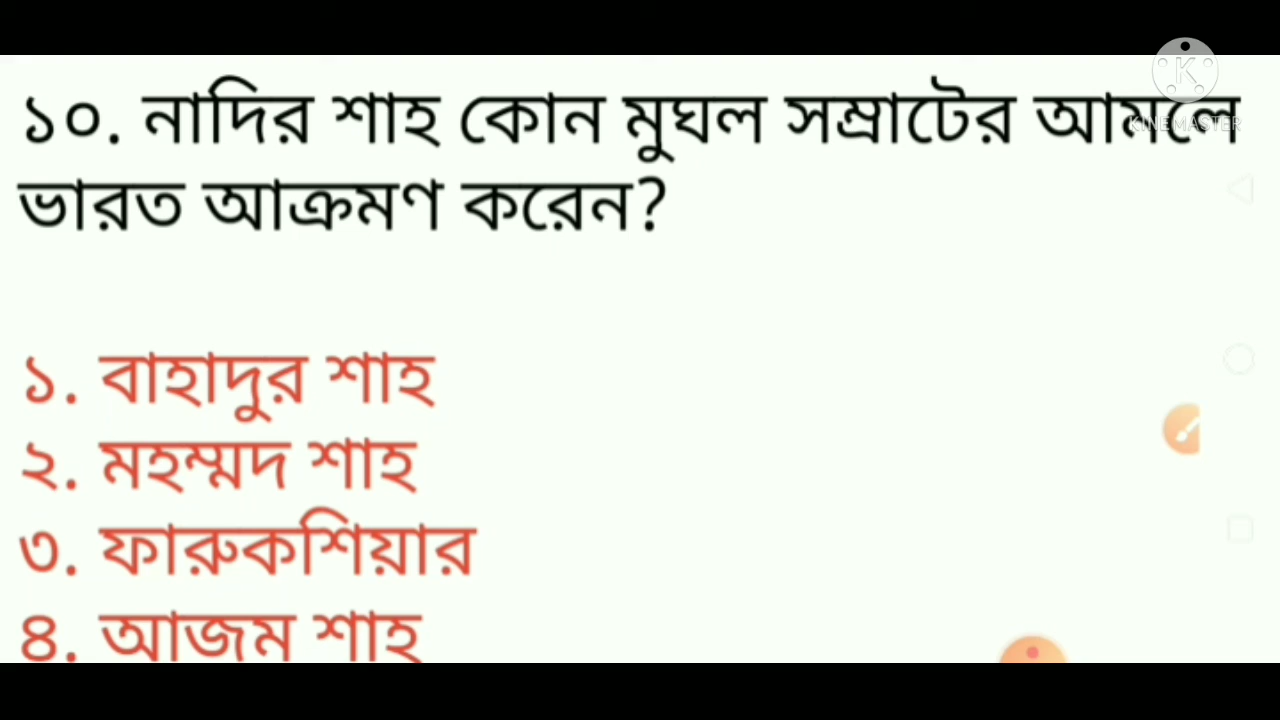 ১০. নাদির শাহ কোন মুঘল সম্রাটের আমলে
ভারত আক্রমণ করেন?
১. বাহাদুর শাহ
২. মহম্মদ শাহ
৩. ফারুকশিয়ার
৪. আজম শাহ
K
KINEMASTER